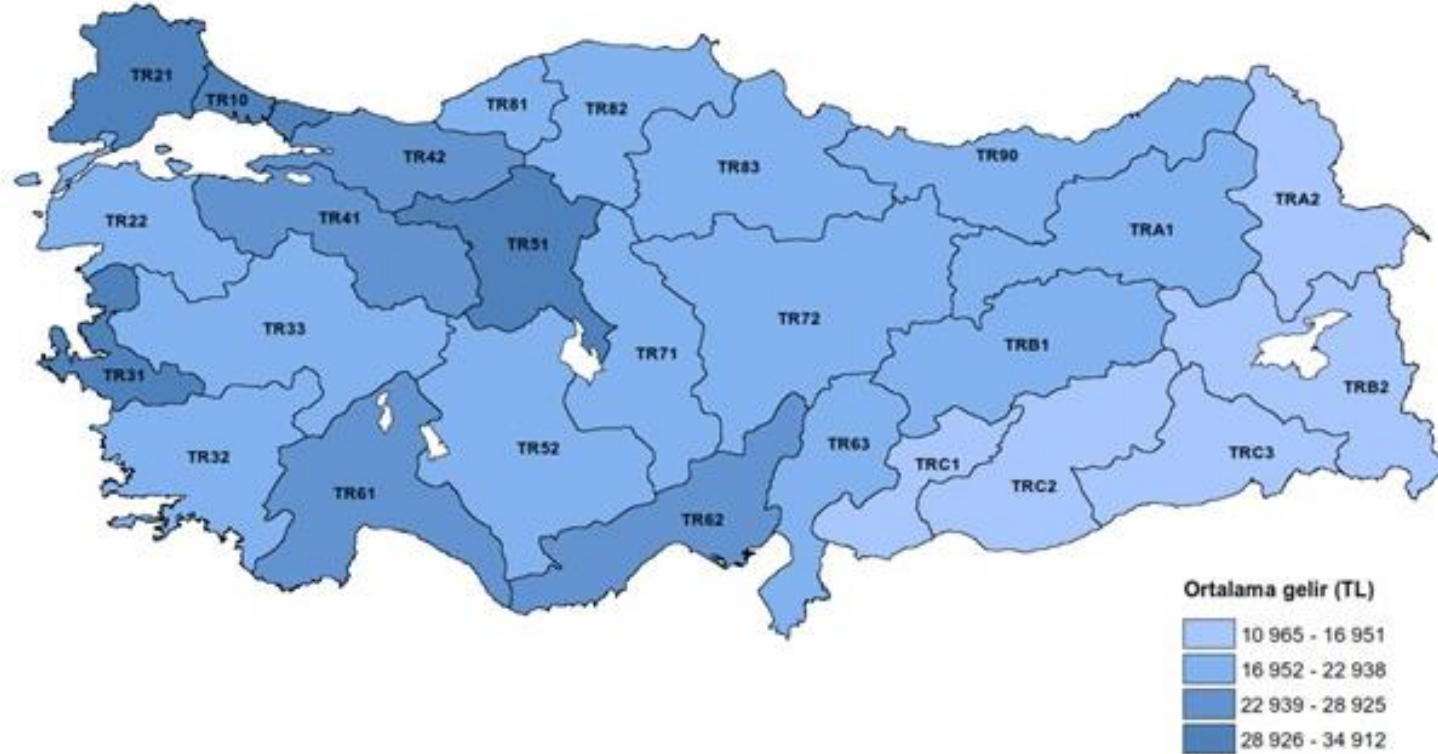 TR21
TR10
TR81
TR82
TR42
TR83
TR90
TRA2
TR22
TR41
TR51
TRA1
TR33
TR72
TR71
TRB1
TR31
TRB2
TR32
TR52
TR63
TRC1
TRC3
TR61
TRC2
TR62
Ortalama gelir (TL)
10 965 - 16 951
16 952 - 22 938
22 939 - 28 925
28 926 - 34 912